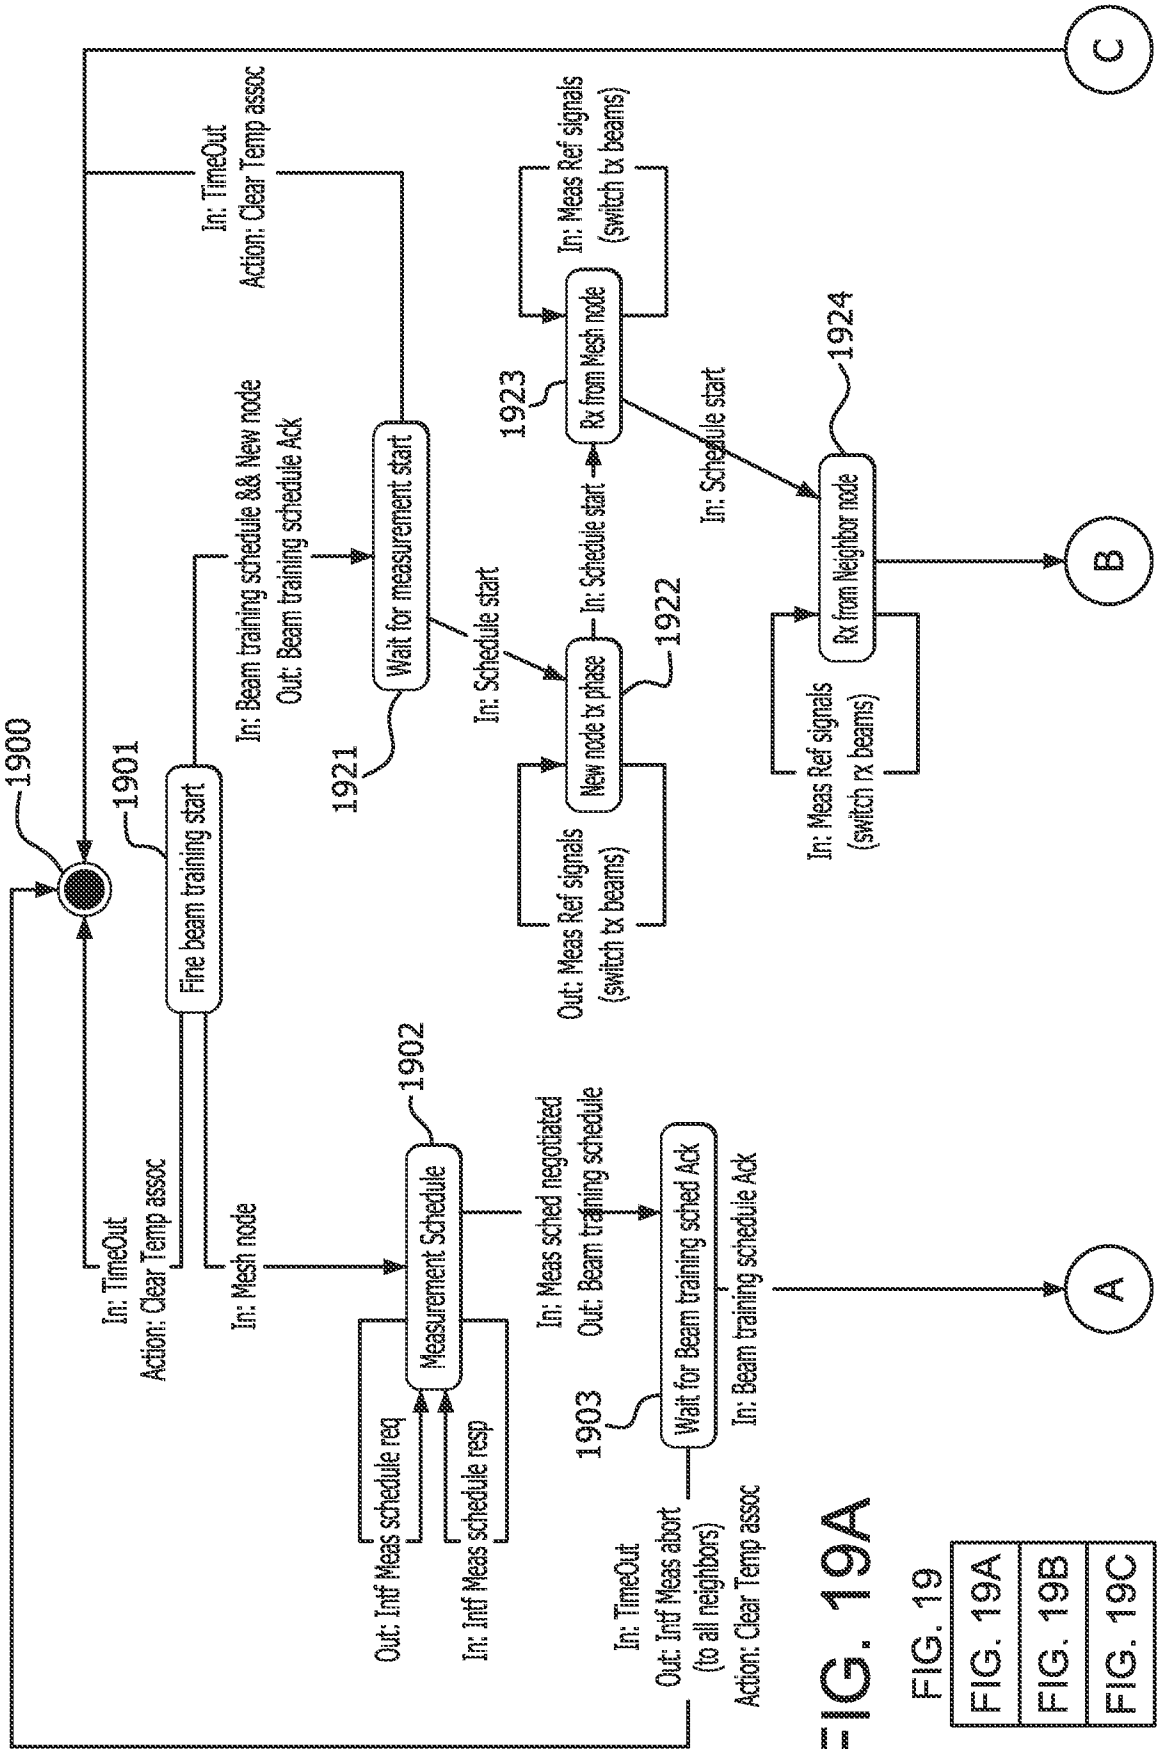 1900
In: TimeOut
Action: Clear Temp assoc
1901
Fine beam training start
In: TimeOut
Action: Clear Temp assoc
In: Mesh node
In: Beam training schedule && New node
Out: Beam training schedule Ack
1902
Measurement Schedule
Out: Intf Meas schedule req
In: Intf Meas schedule resp
1921
Wait for measurement start
In: Meas sched negotiated
Out: Beam training schedule
In: Schedule start
1903
Wait for Beam training sched Ack
In: Beam training schedule Ack
In: TimeOut
Out: Intf Meas abort
(to all neighbors)
Action: Clear Temp assoc
Out: Meas Ref signals
(switch tx beams)
New node tx phase
1922
In: Schedule start
1923
Rx from Mesh node
In: Meas Ref signals
(switch tx beams)
In: Schedule start
In: Meas Ref signals
(switch rx beams)
Rx from Neighbor node
1924
A
B
C
FIG. 19A
FIG. 19
FIG. 19A
FIG. 19B
FIG. 19C